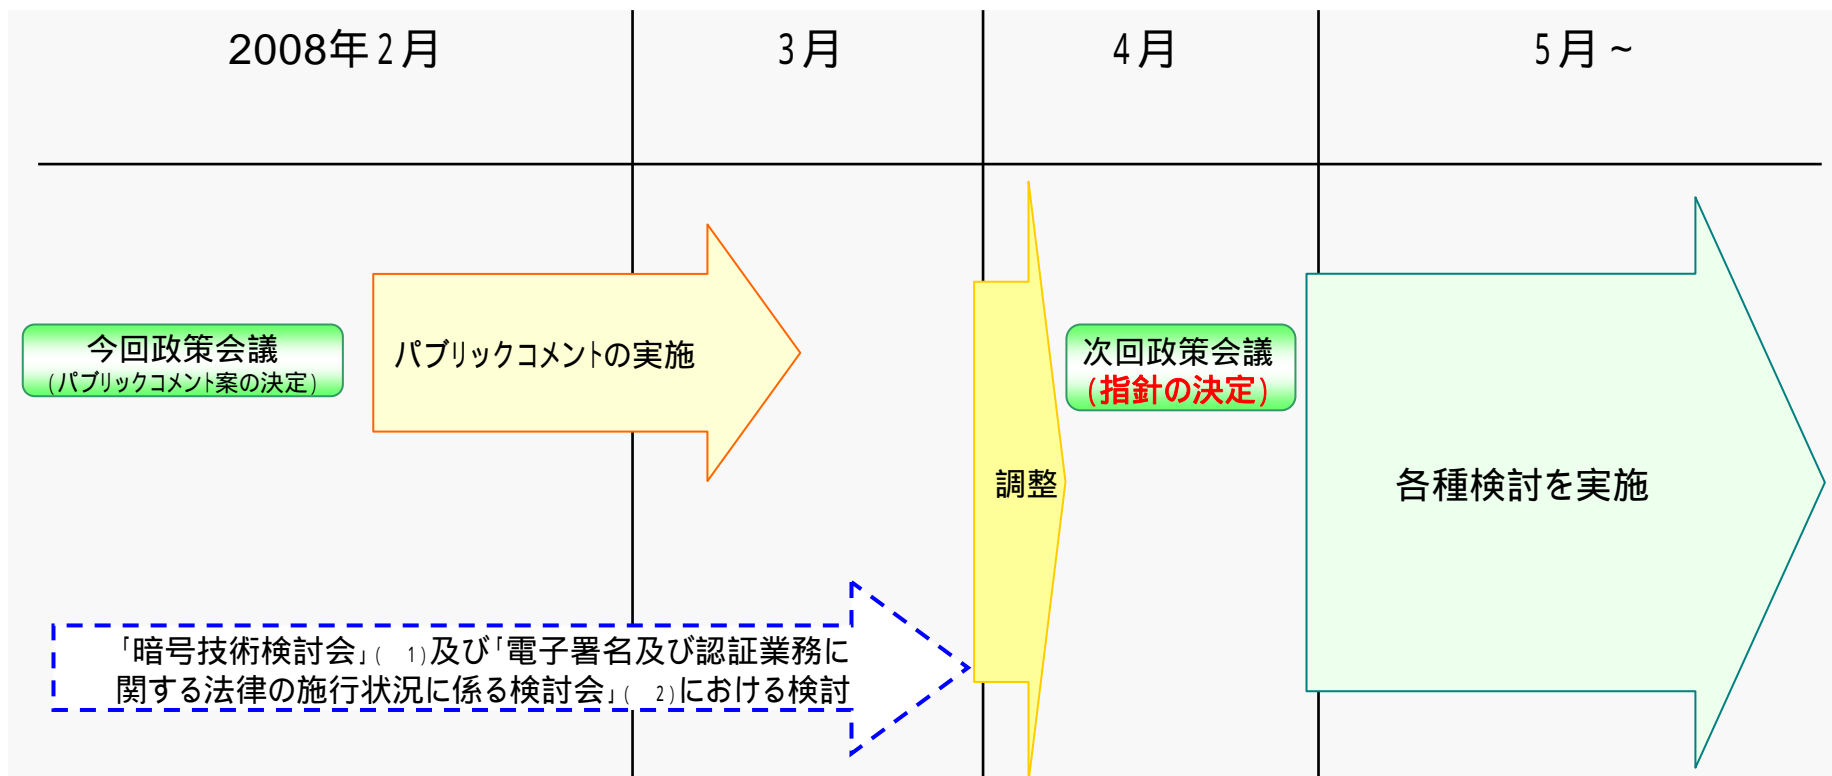 2008年2月
3月
4月
5月~
今回政策会議
(パブリックコメント案の決定)
パブリックコメントの実施
次回政策会議
(指針の決定)
調整
各種検討を実施
「暗号技術検討会」( 1)及び「電子署名及び認証業務に
関する法律の施行状況に係る検討会」( 2)における検討